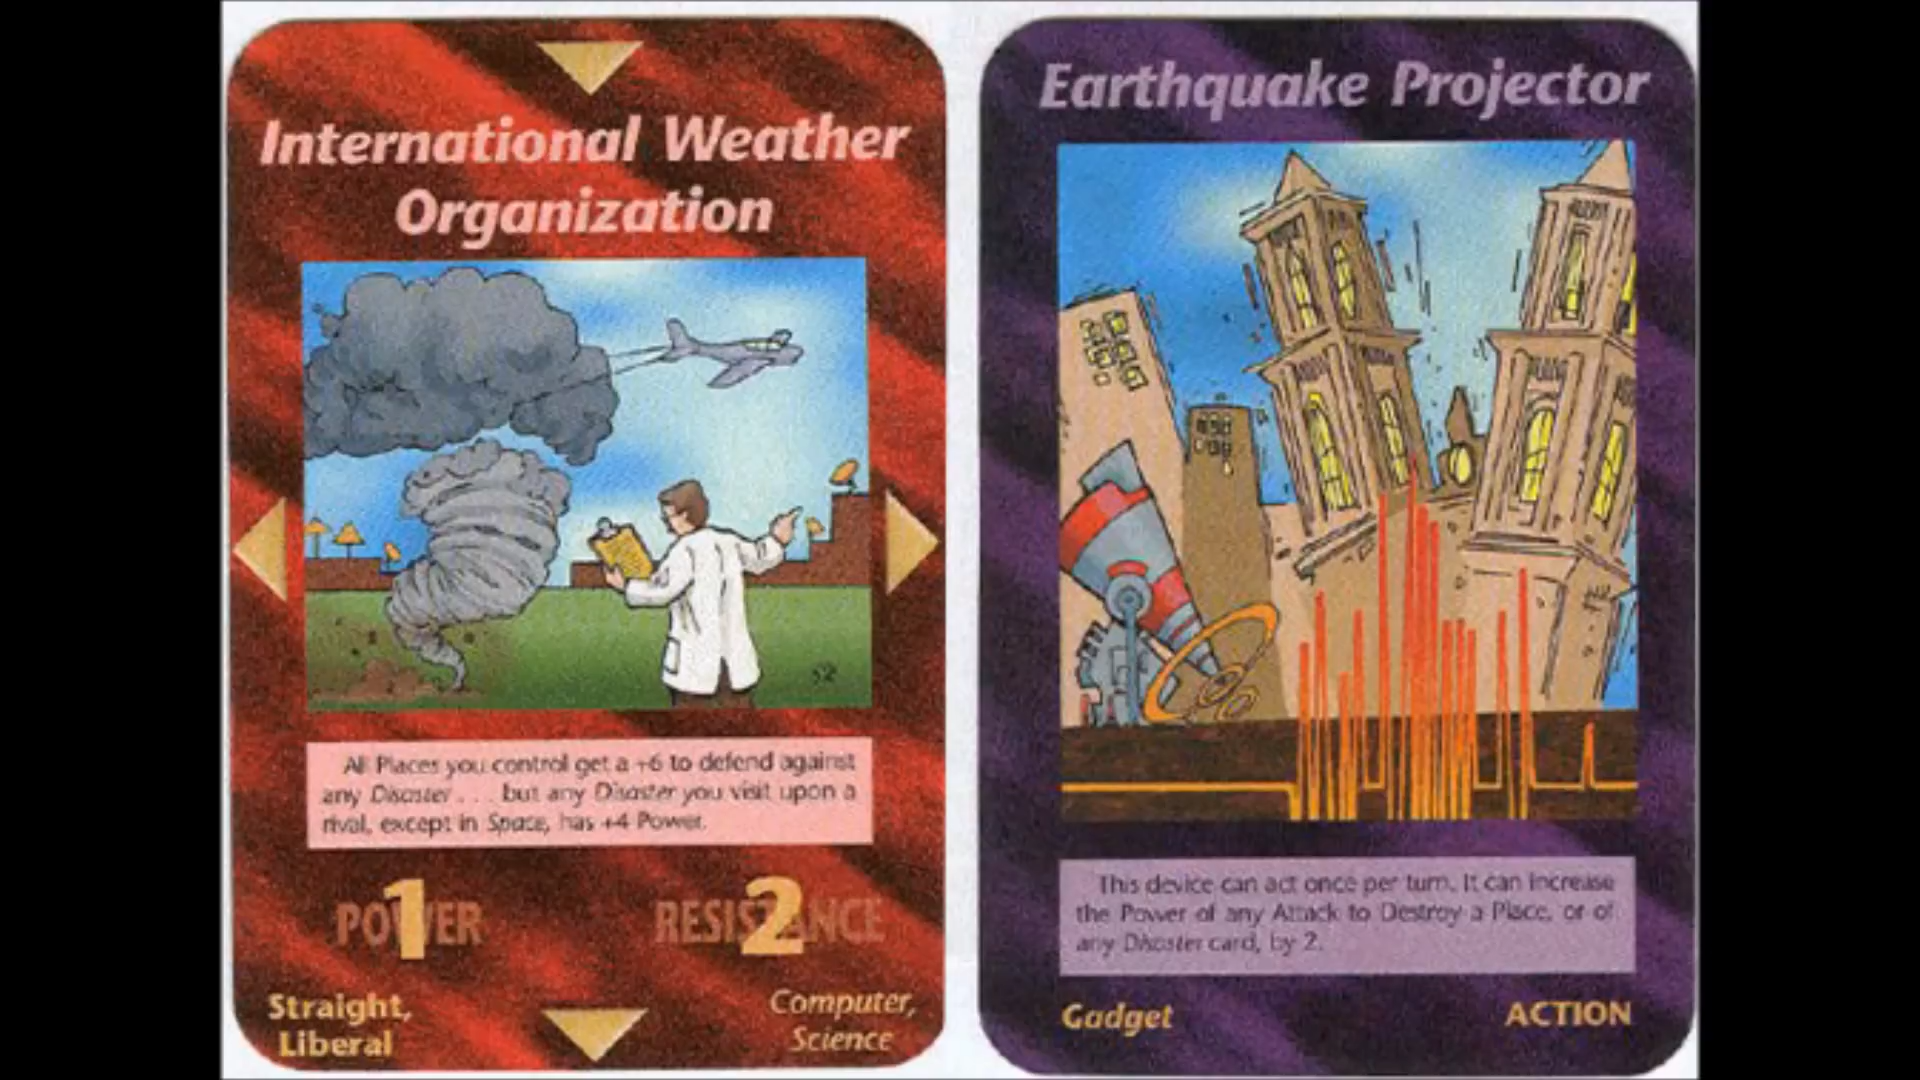 International Weather
Organization
All Places you control get a +6 to defend against
any Disaster . . . but any Disaster you visit upon a
rival, except in Space, has +4 Power.
1
POWER
2
RESISTANCE
Straight,
Liberal
Computer,
Science
Earthquake Projector
This device can act once per turn. It can increase
the Power of any Attack to Destroy a Place, or of
any Disaster card, by 2.
Gadget
ACTION